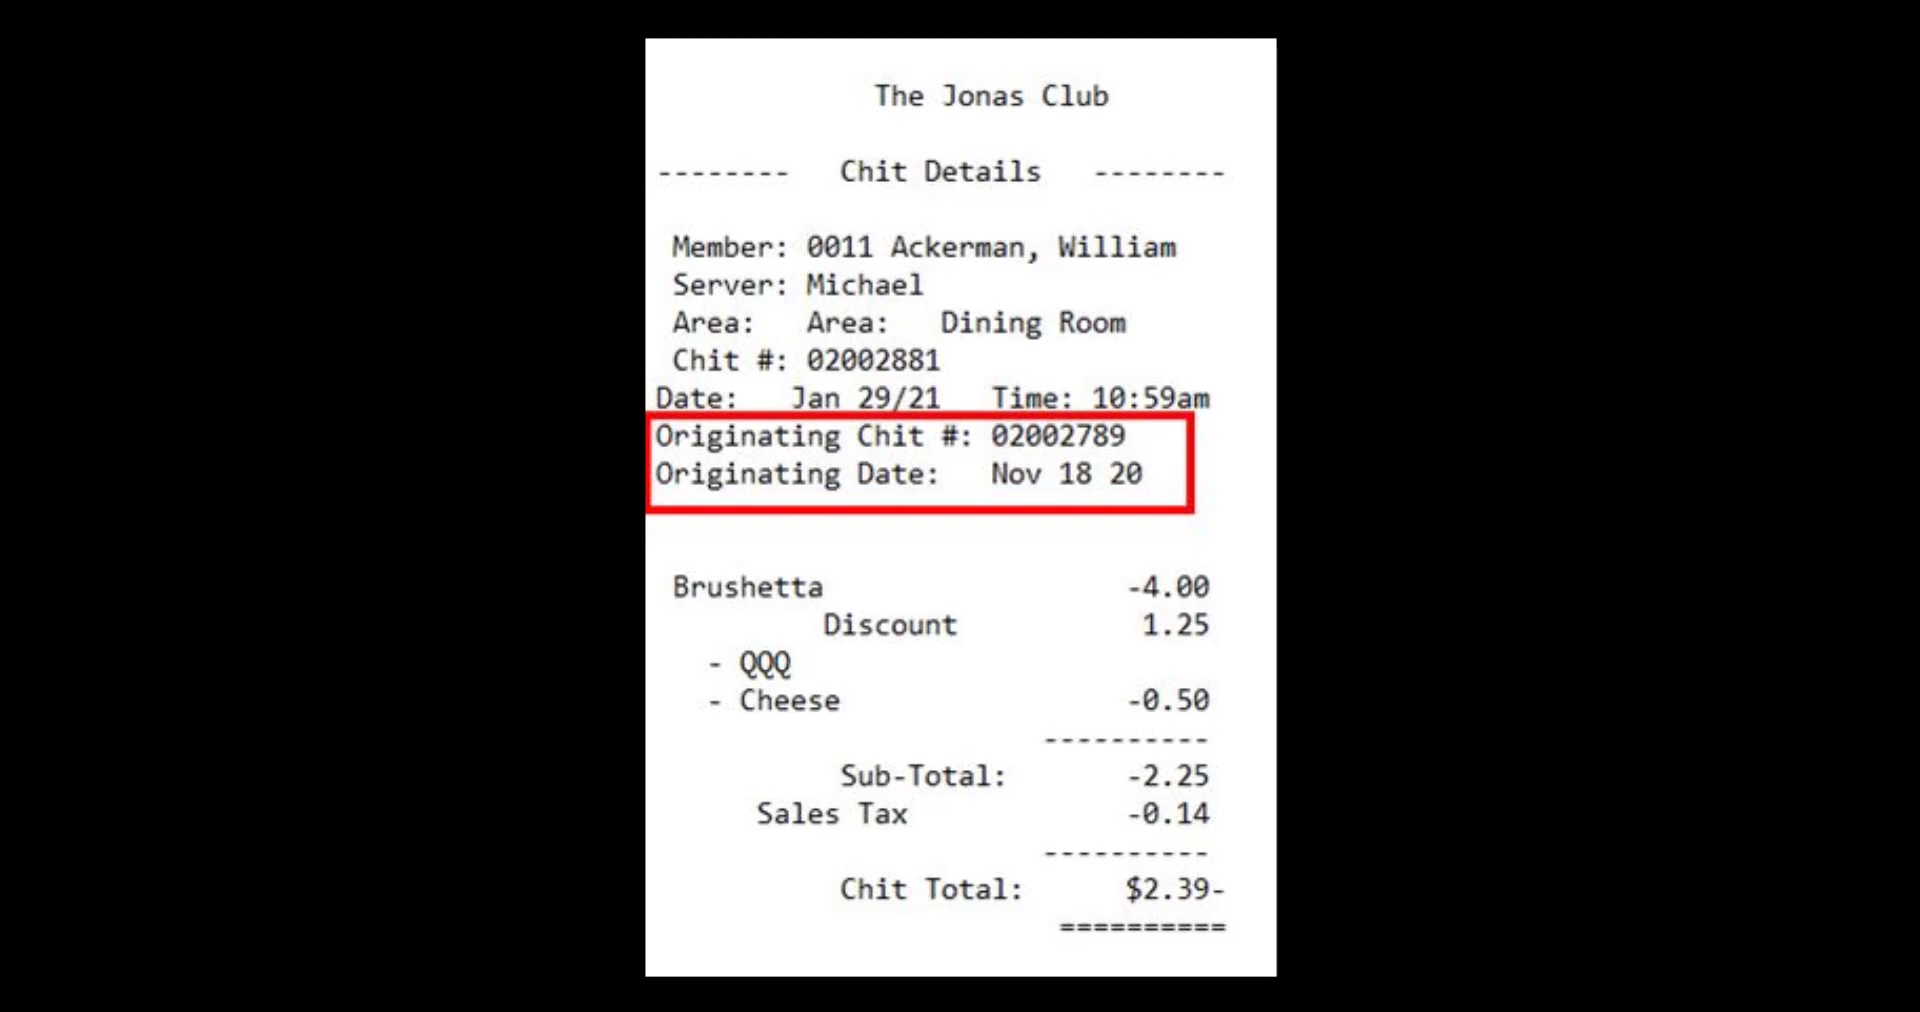 The Jonas Club
-------- Chit Details --------
Member: 0011 Ackerman, William
Server: Michael
Area: Area: Dining Room
Chit #: 02002881
Date: Jan 29/21 Time: 10:59am
Originating Chit #: 02002789
Originating Date: Nov 18 20
Brushetta -4.00
Discount 1.25
- QQQ
- Cheese -0.50
----------
Sub-Total: -2.25
Sales Tax -0.14
----------
Chit Total: $2.39-
==========